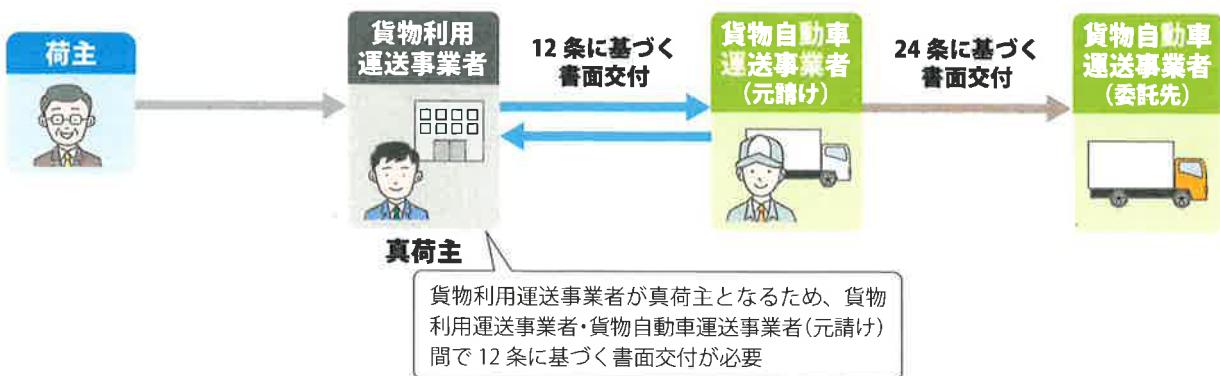 荷主
貨物利用
運送事業者
12条に基づく
書面交付
貨物自動車
運送事業者
(元請け)
24条に基づく
書面交付
貨物自動車
運送事業者
(委託先)
真荷主
貨物利用運送事業者が真荷主となるため、貨物
利用運送事業者・貨物自動車運送事業者(元請け)
間で12条に基づく書面交付が必要